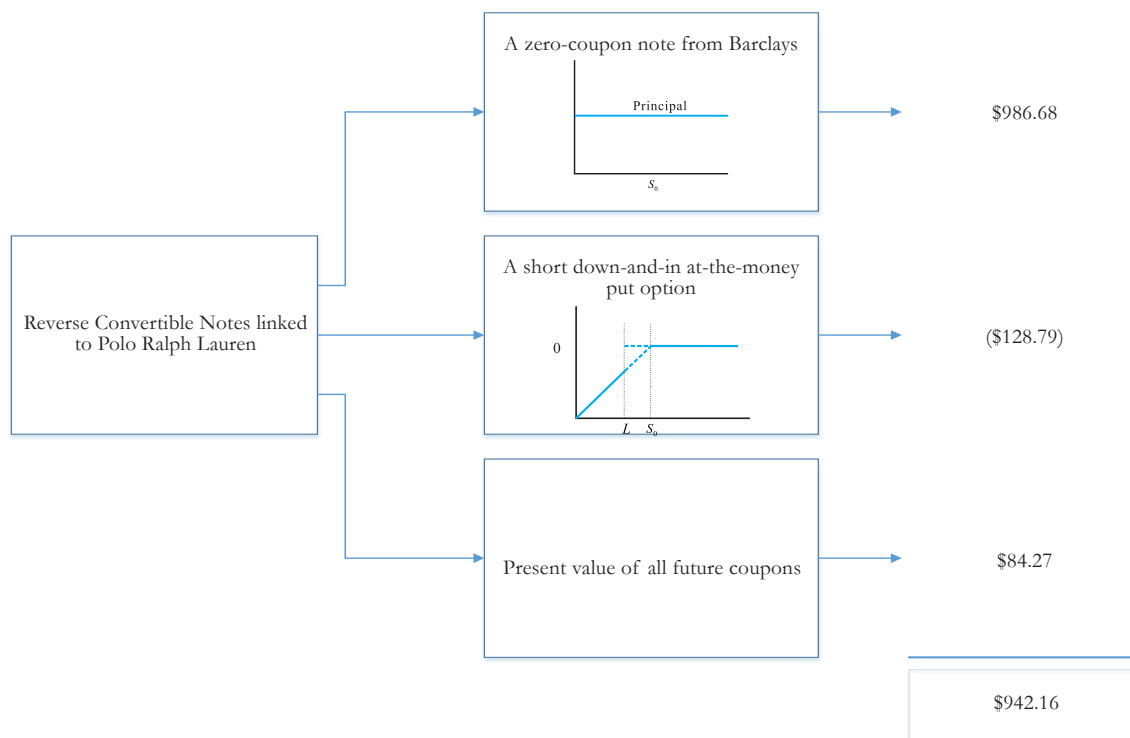 A zero-coupon note from Barclays
Principal
S₀
$986.68
Reverse Convertible Notes linked
to Polo Ralph Lauren
A short down-and-in at-the-money
put option
0
L S₀
($128.79)
Present value of all future coupons
$84.27
$942.16